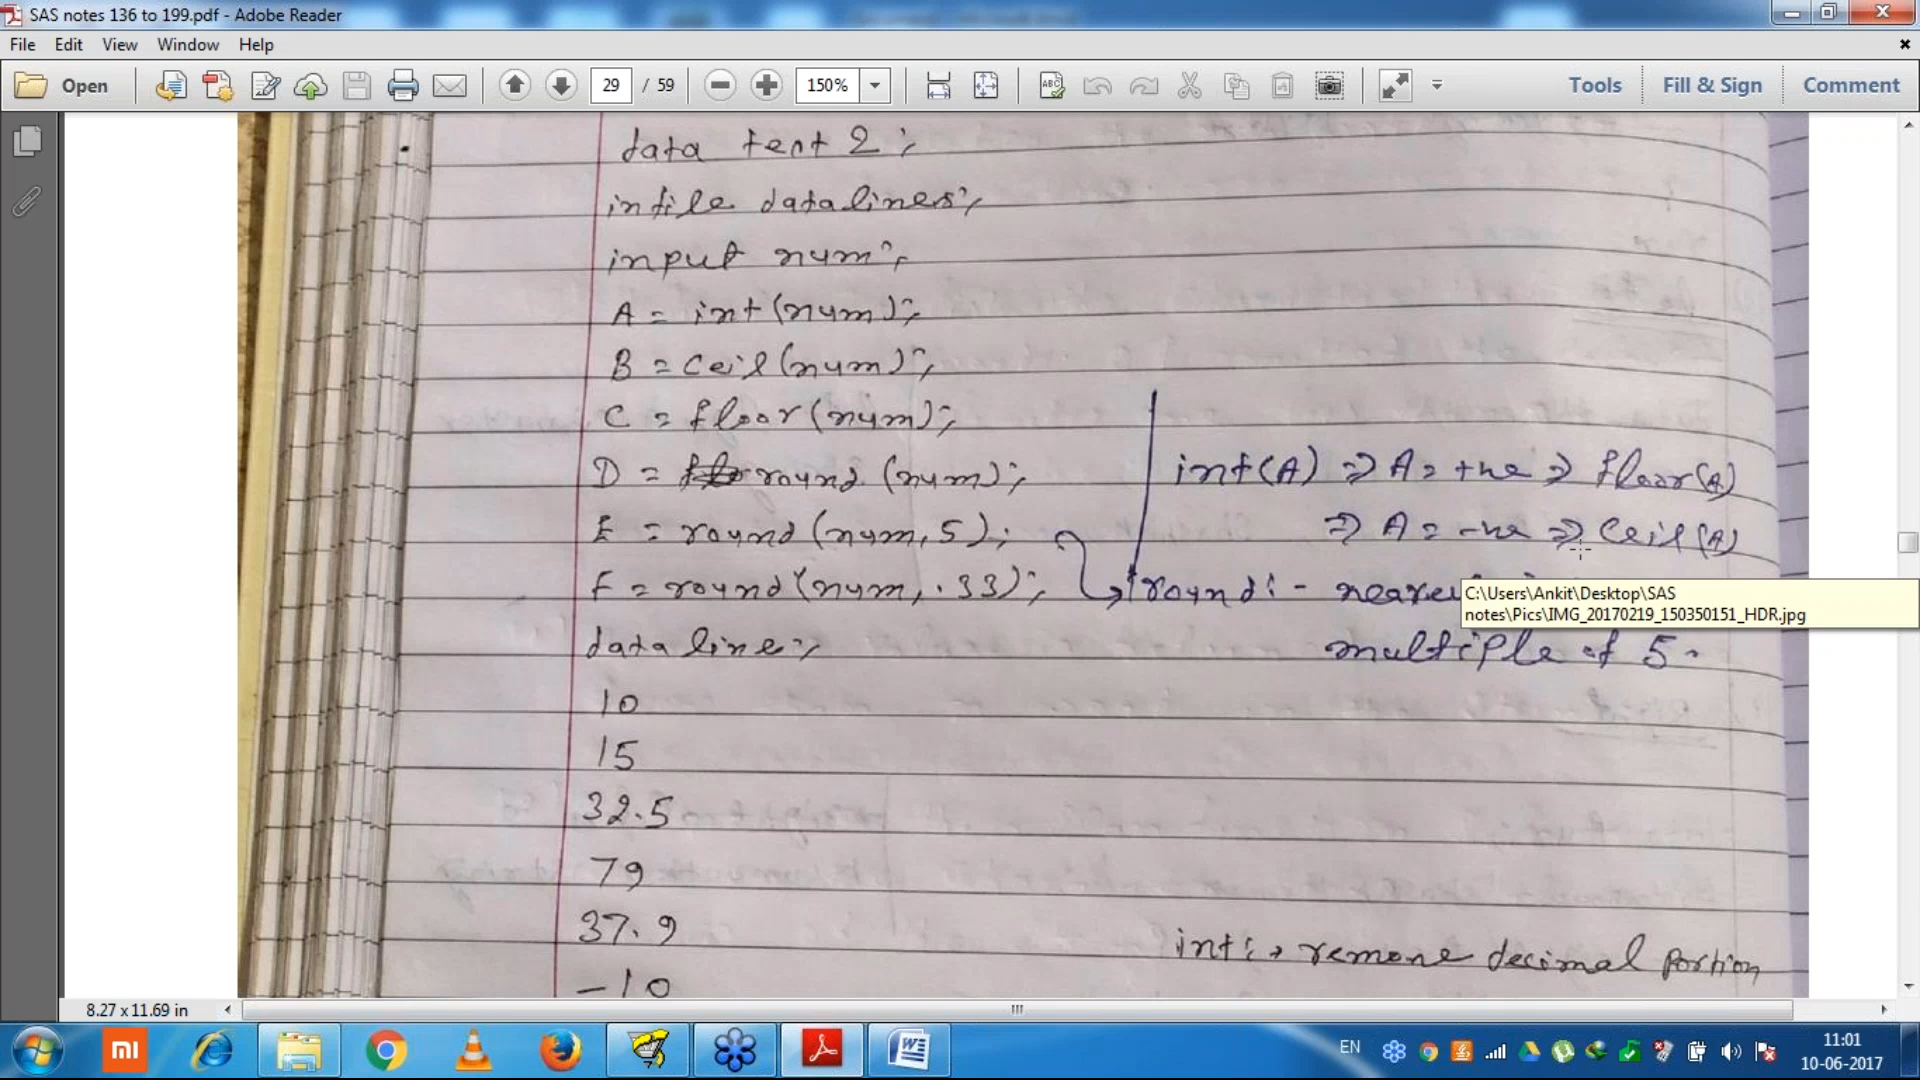 SAS notes 136 to 199.pdf - Adobe Reader
File Edit View Window Help
Open 29 / 59 150% Tools Fill & Sign Comment
data test 2;
infile datalines;
input num;
A = int(num);
B = ceil(num);
C = floor(num);
D = round (num);
int(A) ⇒ A = +ve ⇒ floor(A)
E = round (num, 5);
⇒ A = -ve ⇒ Ceil(A)
F = round(num, .33);
round :-
C:\Users\Ankit\Desktop\SAS
notes\Pics\IMG_20170219_150350151_HDR.jpg
dataline;
multiple of 5.
10
15
32.5
79
37.9
int: → remone decimal portion
-10
8.27 x 11.69 in
EN
11:01
10-06-2017